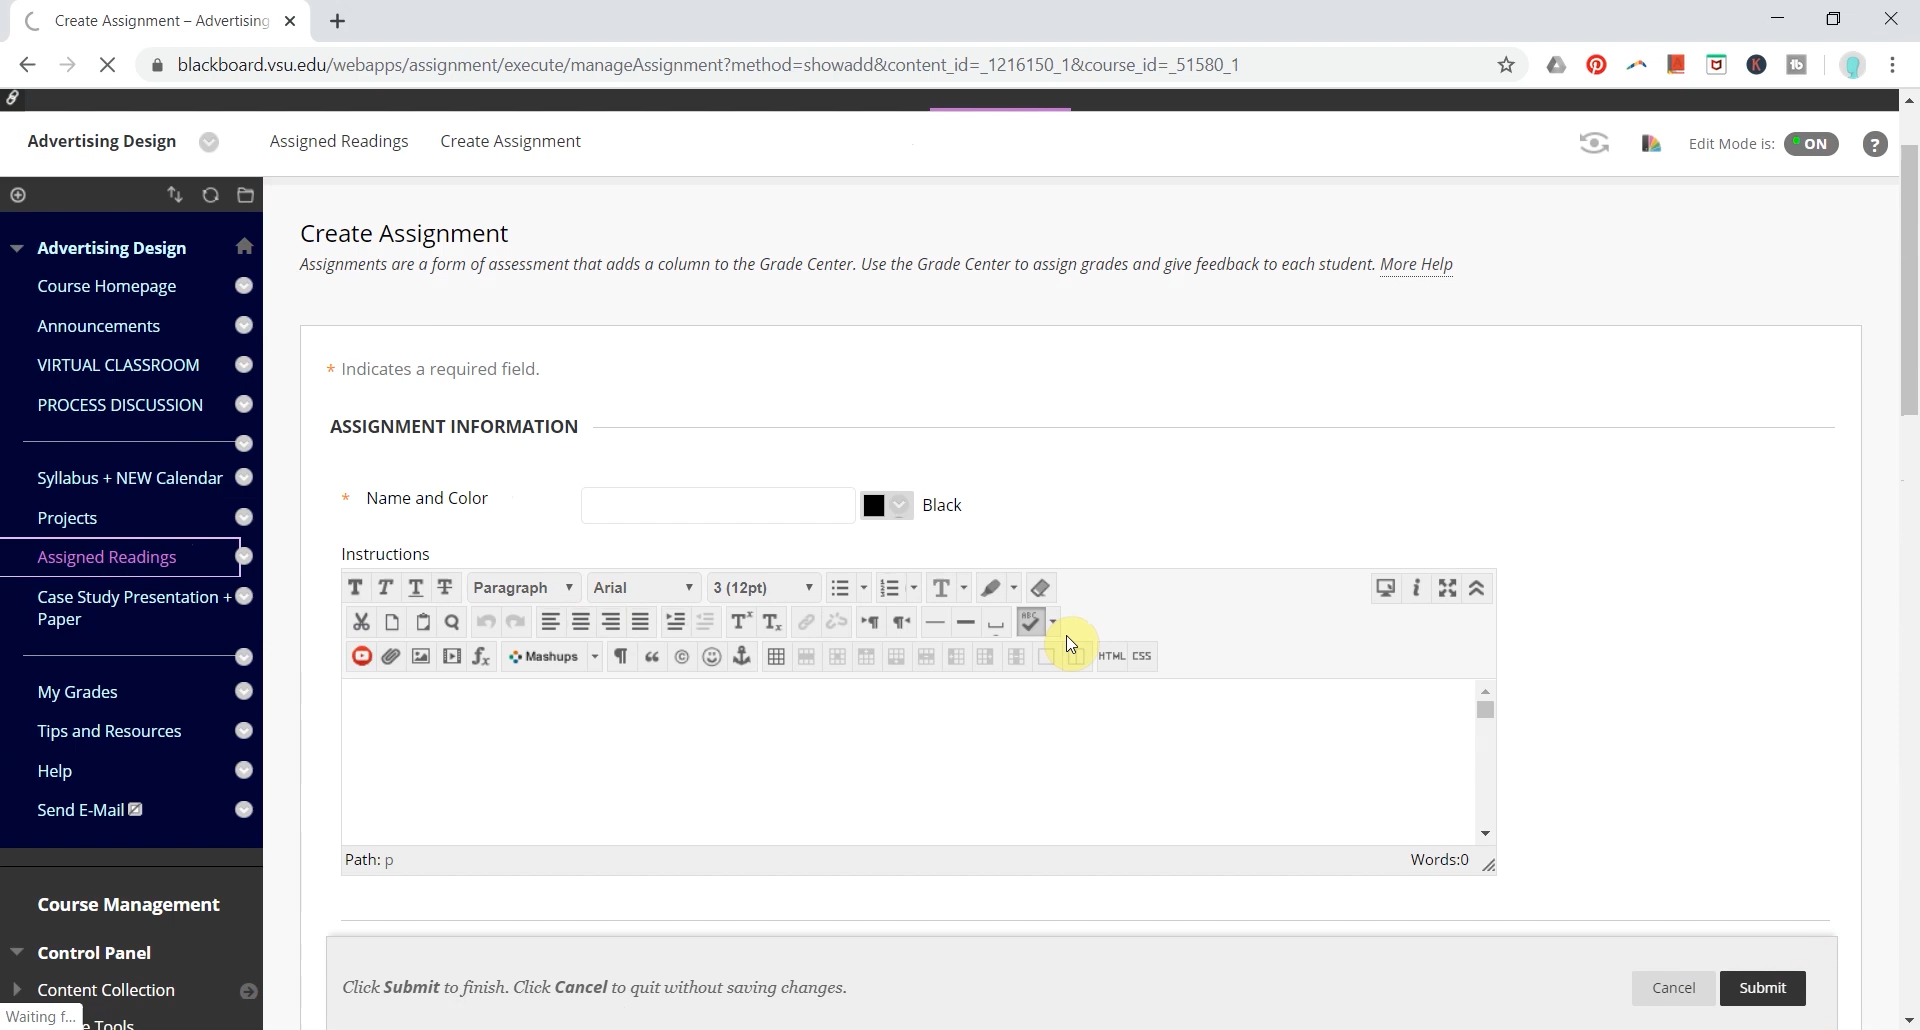 Create Assignment – Advertising
blackboard.vsu.edu/webapps/assignment/execute/manageAssignment?method=showadd&content_id=_1216150_1&course_id=_51580_1
Advertising Design
Assigned Readings
Create Assignment
Edit Mode is:
ON
?
Advertising Design
Course Homepage
Announcements
VIRTUAL CLASSROOM
PROCESS DISCUSSION
Syllabus + NEW Calendar
Projects
Assigned Readings
Case Study Presentation +
Paper
My Grades
Tips and Resources
Help
Send E-Mail
Course Management
Control Panel
Content Collection
Waiting f...
e Tools
Create Assignment
Assignments are a form of assessment that adds a column to the Grade Center. Use the Grade Center to assign grades and give feedback to each student. More Help
* Indicates a required field.
ASSIGNMENT INFORMATION
* Name and Color
Black
Instructions
T T T T Paragraph Arial 3 (12pt) T
ABC
Mashups HTML CSS
Path: p
Words:0
Click Submit to finish. Click Cancel to quit without saving changes.
Cancel
Submit